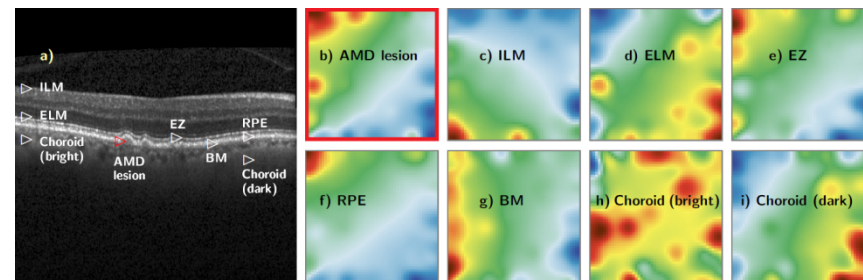 a)
ILM
ELM
Choroid
(bright)
AMD
lesion
EZ
BM
RPE
Choroid
(dark)
b) AMD lesion
c) ILM
d) ELM
e) EZ
f) RPE
g) BM
h) Choroid (bright)
i) Choroid (dark)